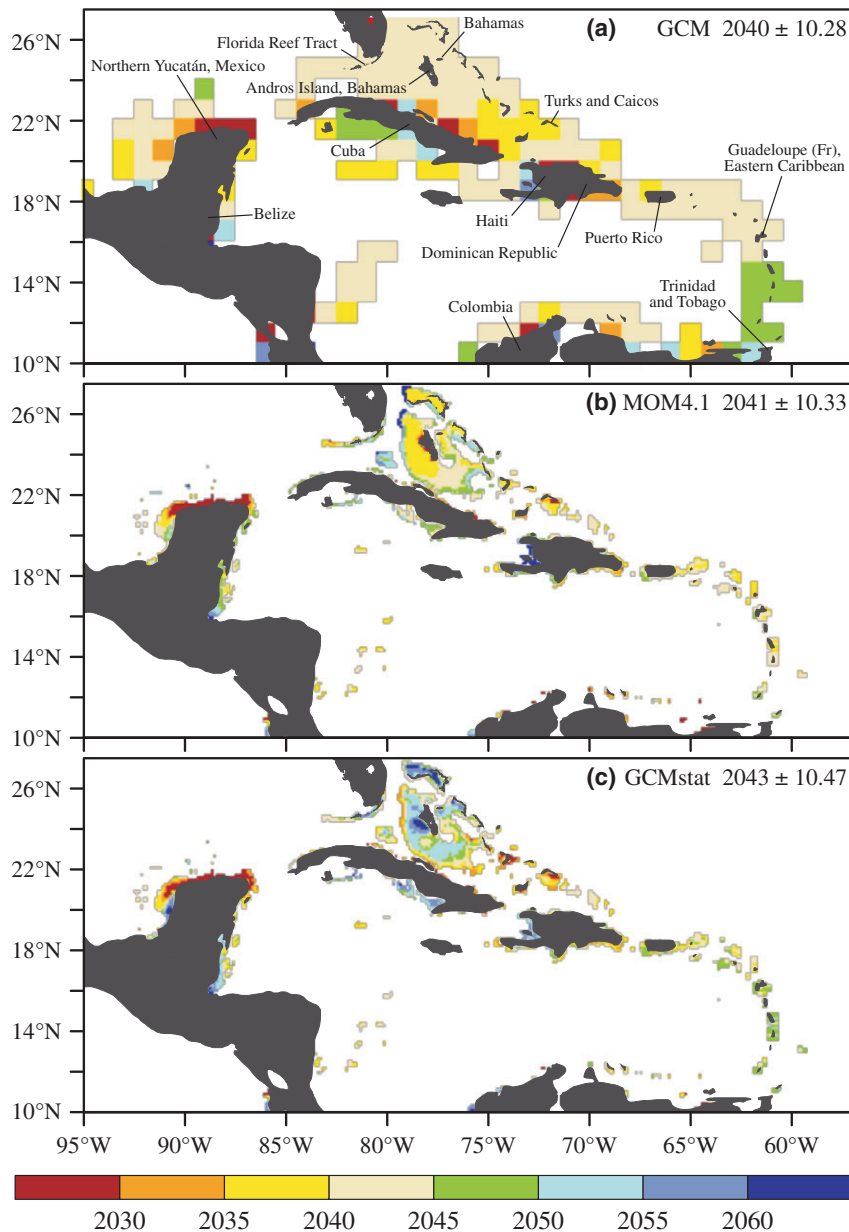 (a) GCM 2040 ± 10.28
26°N
22°N
18°N
14°N
10°N
Bahamas
Florida Reef Tract
Northern Yucatán, Mexico
Andros Island, Bahamas
Turks and Caicos
Cuba
Guadeloupe (Fr),
Eastern Caribbean
Belize
Haiti
Puerto Rico
Dominican Republic
Colombia
Trinidad
and Tobago
(b) MOM4.1 2041 ± 10.33
26°N
22°N
18°N
14°N
10°N
(c) GCMstat 2043 ± 10.47
26°N
22°N
18°N
14°N
10°N
95°W 90°W 85°W 80°W 75°W 70°W 65°W 60°W
2030 2035 2040 2045 2050 2055 2060